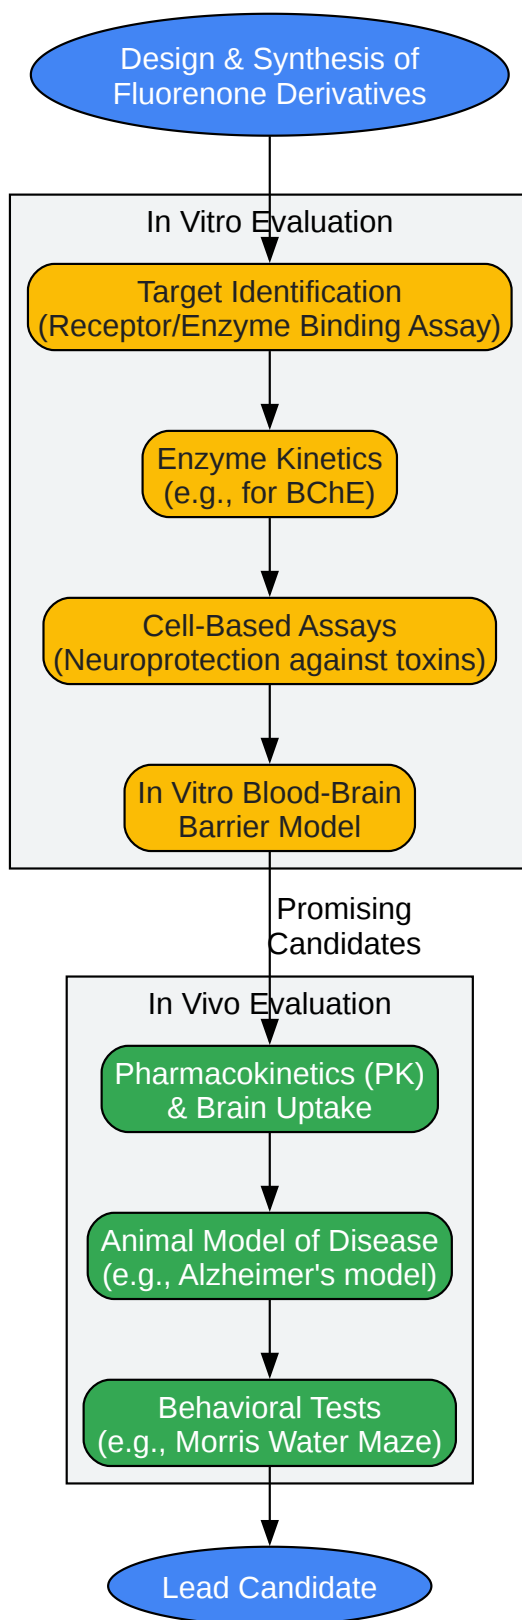 Design & Synthesis of
Fluorenone Derivatives
In Vitro Evaluation
Target Identification
(Receptor/Enzyme Binding Assay)
Enzyme Kinetics
(e.g., for BChE)
Cell-Based Assays
(Neuroprotection against toxins)
In Vitro Blood-Brain
Barrier Model
Promising
Candidates
In Vivo Evaluation
Pharmacokinetics (PK)
& Brain Uptake
Animal Model of Disease
(e.g., Alzheimer's model)
Behavioral Tests
(e.g., Morris Water Maze)
Lead Candidate